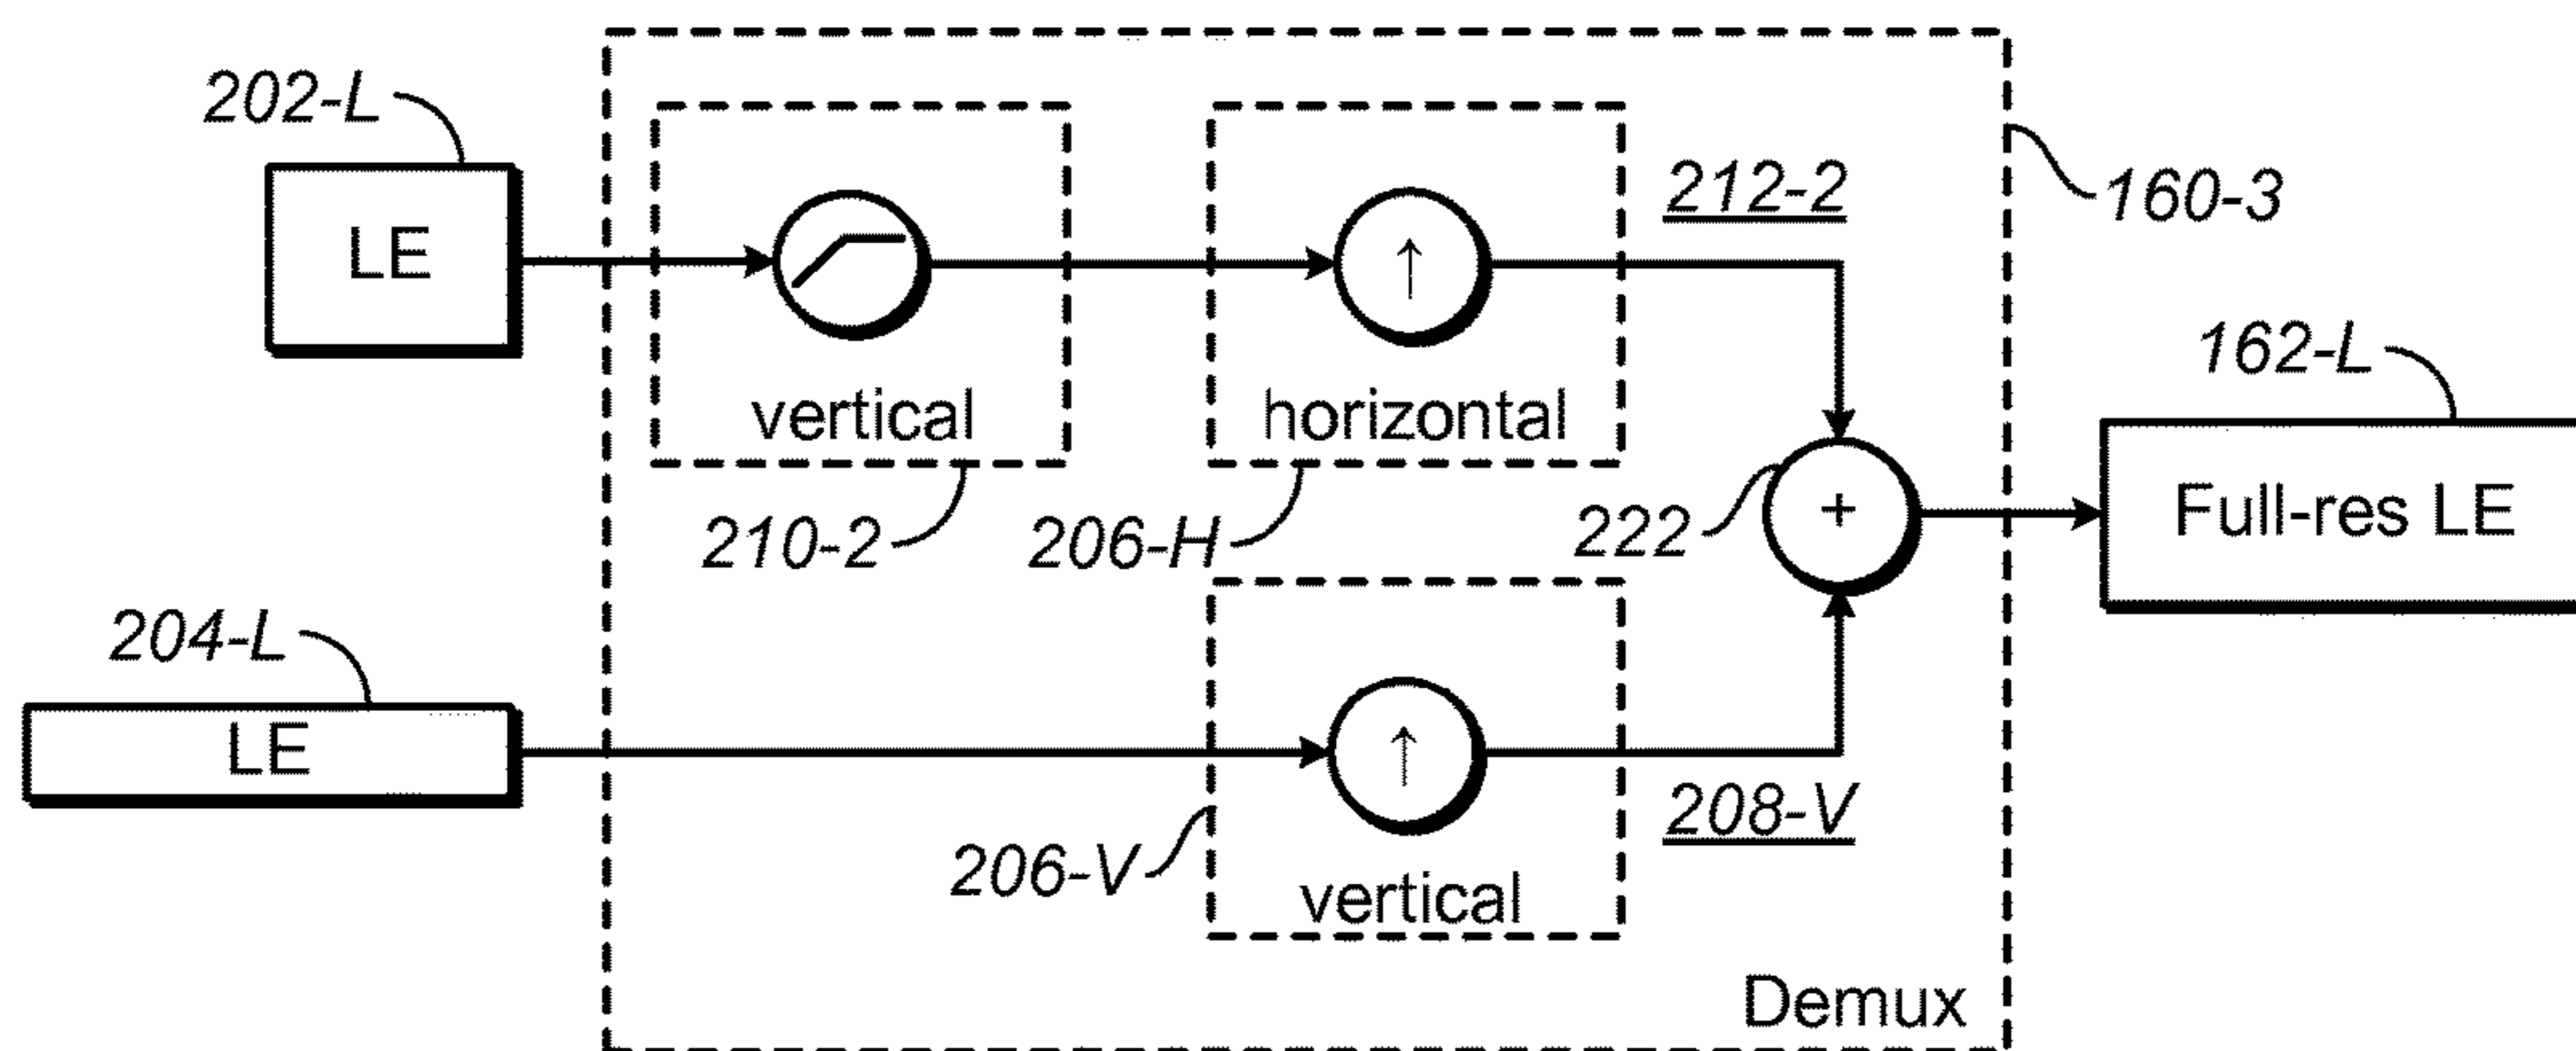 202-L
LE
212-2
160-3
vertical
horizontal
162-L
210-2
206-H
222
+
Full-res LE
204-L
LE
206-V
208-V
vertical
Demux